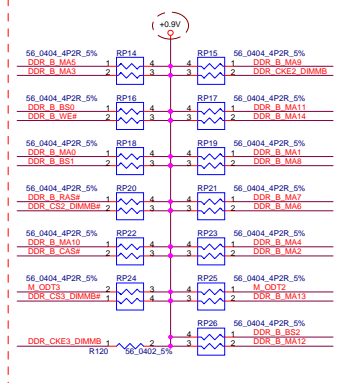 +0.9V
56_0404_4P2R_5% RP14 RP15 56_0404_4P2R_5%
DDR_B_MA5 1 4 4 1 DDR_B_MA9
DDR_B_MA3 2 3 3 2 DDR_CKE2_DIMMB
56_0404_4P2R_5% RP16 RP17 56_0404_4P2R_5%
DDR_B_BS0 1 4 4 1 DDR_B_MA11
DDR_B_WE# 2 3 3 2 DDR_B_MA14
56_0404_4P2R_5% RP18 RP19 56_0404_4P2R_5%
DDR_B_MA0 1 4 4 1 DDR_B_MA1
DDR_B_BS1 2 3 3 2 DDR_B_MA8
56_0404_4P2R_5% RP20 RP21 56_0404_4P2R_5%
DDR_B_RAS# 1 4 4 1 DDR_B_MA7
DDR_CS2_DIMMB# 2 3 3 2 DDR_B_MA6
56_0404_4P2R_5% RP22 RP23 56_0404_4P2R_5%
DDR_B_MA10 1 4 4 1 DDR_B_MA4
DDR_B_CAS# 2 3 3 2 DDR_B_MA2
56_0404_4P2R_5% RP24 RP25 56_0404_4P2R_5%
M_ODT3 2 3 4 1 M_ODT2
DDR_CS3_DIMMB# 1 4 3 2 DDR_B_MA13
RP26 56_0404_4P2R_5%
4 1 DDR_B_BS2
DDR_CKE3_DIMMB 1 2 3 2 DDR_B_MA12
R120 56_0402_5%